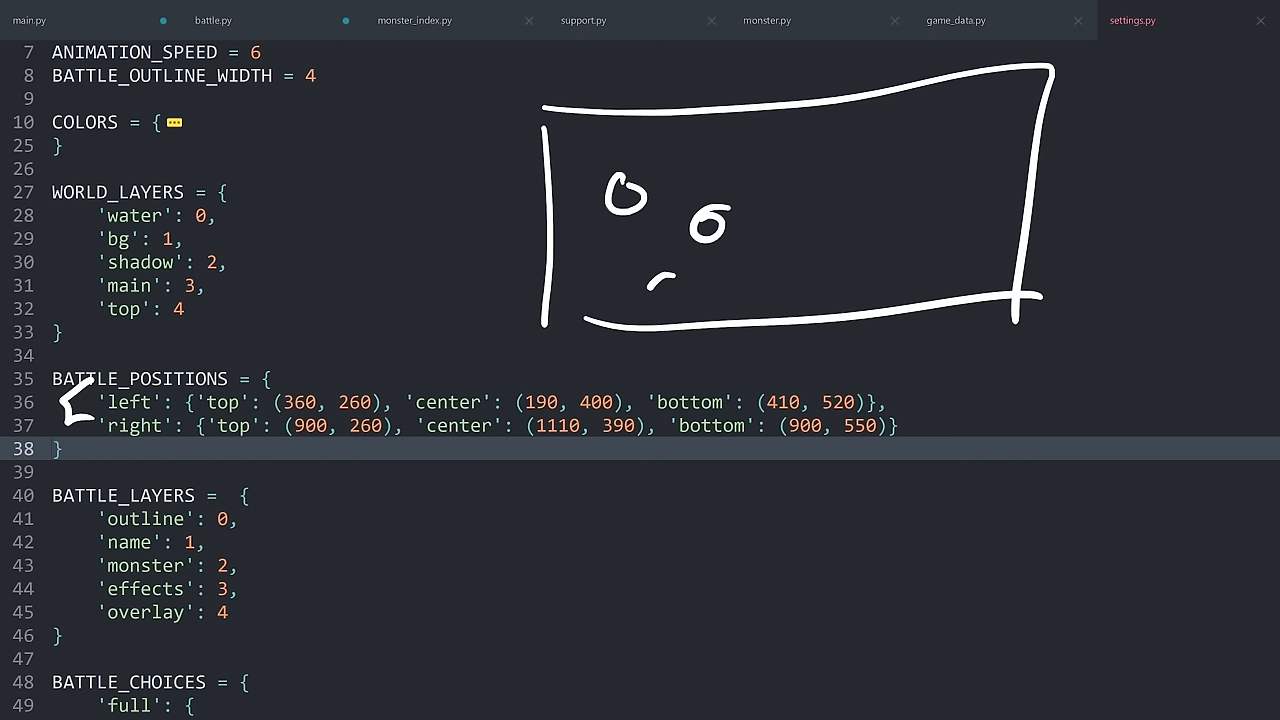 main.py battle.py monster_index.py support.py monster.py game_data.py settings.py
7 ANIMATION_SPEED = 6
8 BATTLE_OUTLINE_WIDTH = 4
9
10 COLORS = {
25 }
26
27 WORLD_LAYERS = {
28 'water': 0,
29 'bg': 1,
30 'shadow': 2,
31 'main': 3,
32 'top': 4
33 }
34
35 BATTLE_POSITIONS = {
36 'left': {'top': (360, 260), 'center': (190, 400), 'bottom': (410, 520)},
37 'right': {'top': (900, 260), 'center': (1110, 390), 'bottom': (900, 550)}
38 }
39
40 BATTLE_LAYERS =  {
41 'outline': 0,
42 'name': 1,
43 'monster': 2,
44 'effects': 3,
45 'overlay': 4
46 }
47
48 BATTLE_CHOICES = {
49 'full': {